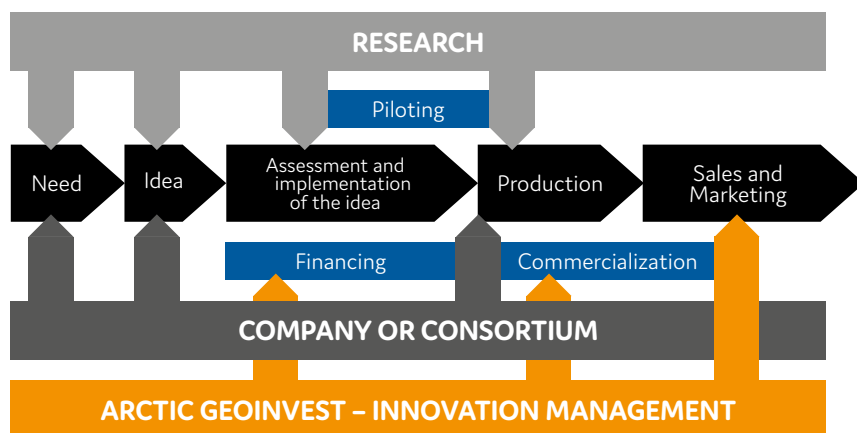 RESEARCH
Piloting
Need
Idea
Assessment and
implementation
of the idea
Production
Sales and
Marketing
Financing
Commercialization
COMPANY OR CONSORTIUM
ARCTIC GEOINVEST – INNOVATION MANAGEMENT